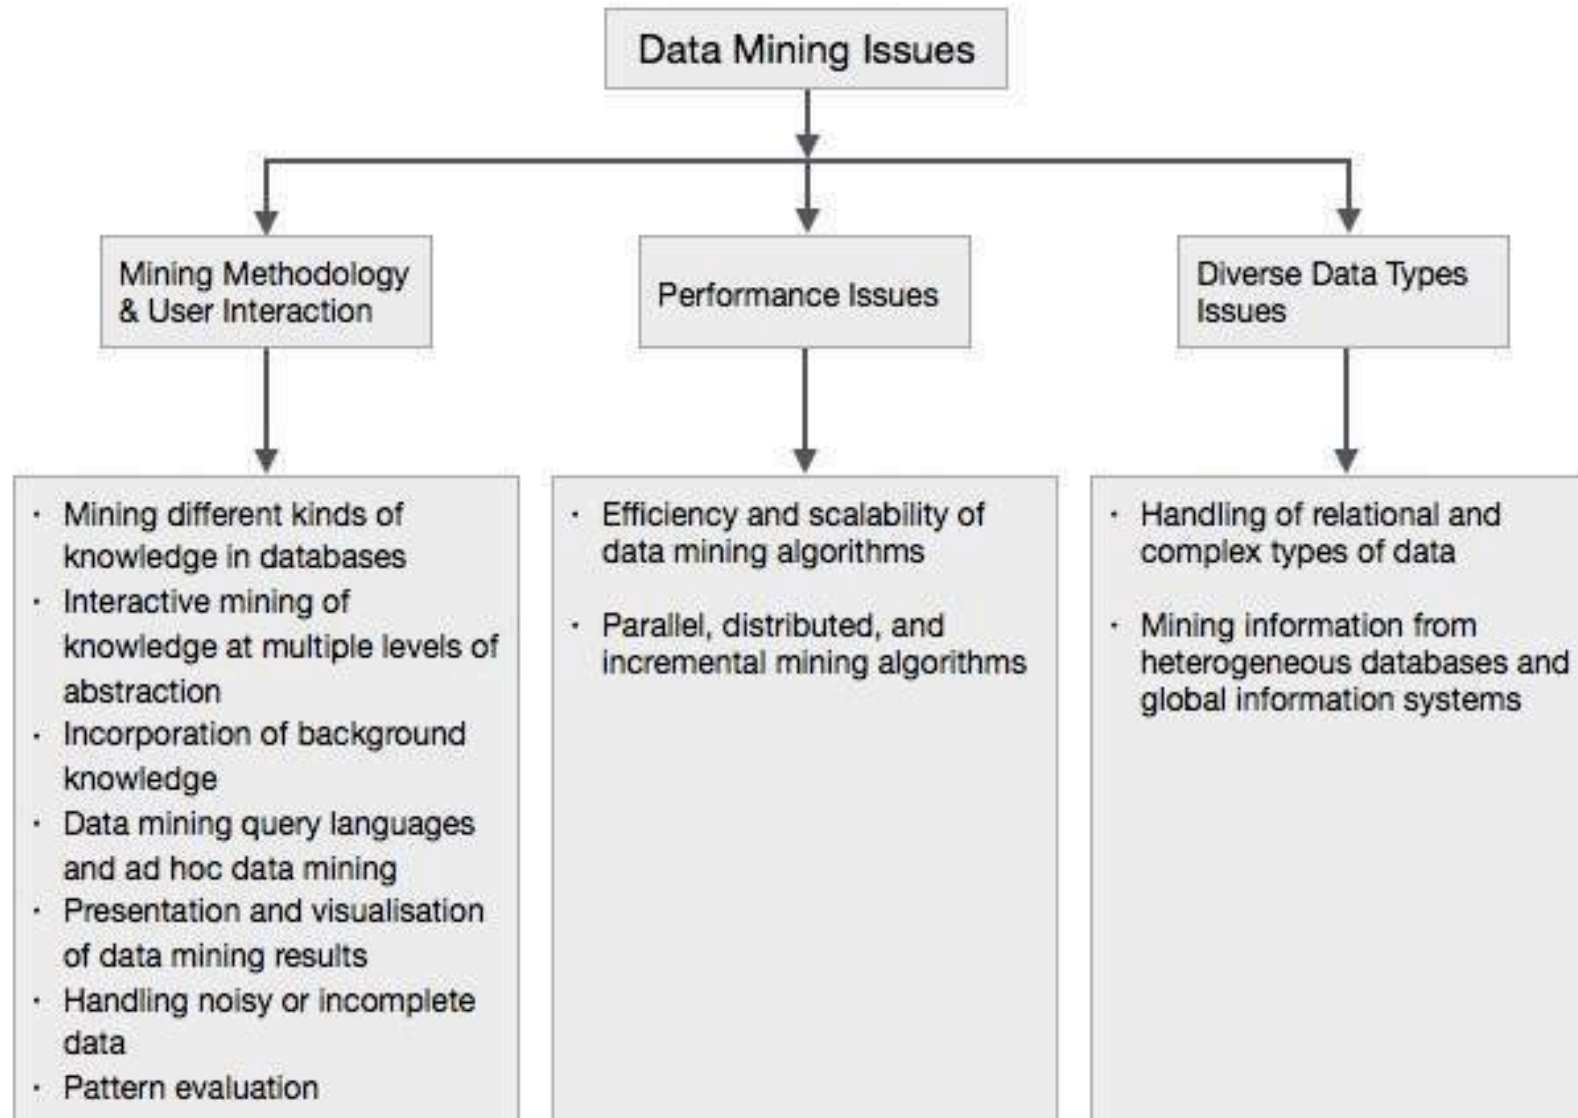 Data Mining Issues
Mining Methodology
& User Interaction
Performance Issues
Diverse Data Types
Issues
· Mining different kinds of
knowledge in databases
· Interactive mining of
knowledge at multiple levels of
abstraction
· Incorporation of background
knowledge
· Data mining query languages
and ad hoc data mining
· Presentation and visualisation
of data mining results
· Handling noisy or incomplete
data
· Pattern evaluation
· Efficiency and scalability of
data mining algorithms
· Parallel, distributed, and
incremental mining algorithms
· Handling of relational and
complex types of data
· Mining information from
heterogeneous databases and
global information systems